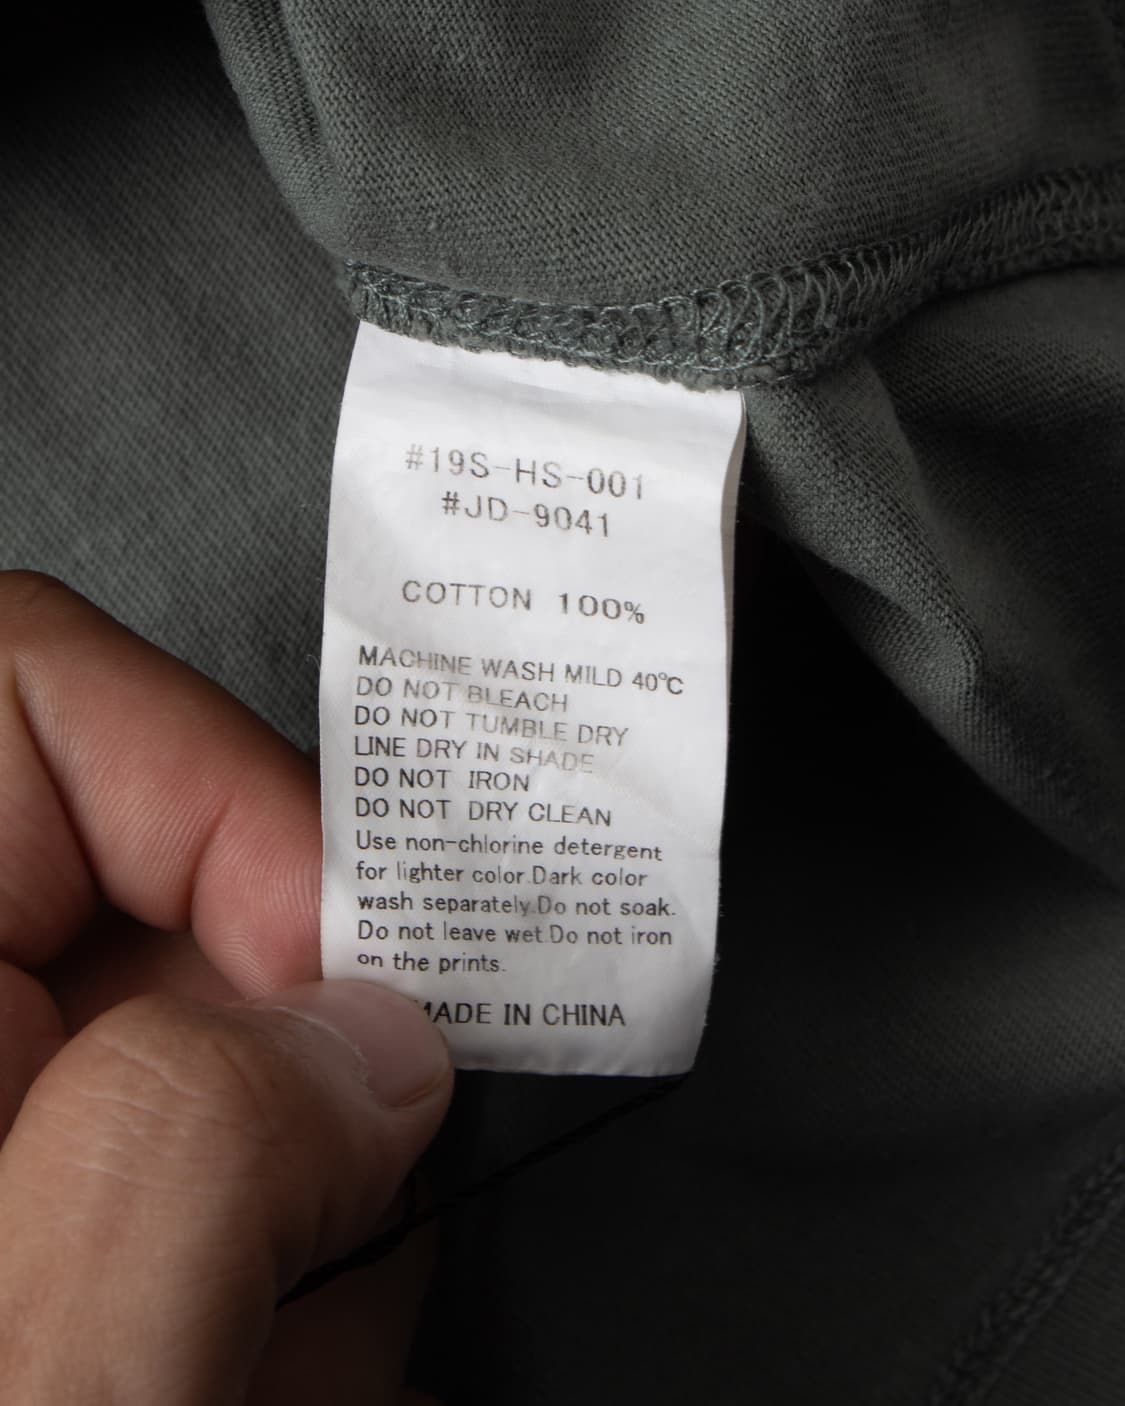 #19S-HS-001
#JD-9041
COTTON 100%
MACHINE WASH MILD 40℃
DO NOT BLEACH
DO NOT TUMBLE DRY
LINE DRY IN SHADE
DO NOT IRON
DO NOT DRY CLEAN
Use non-chlorine detergent
for lighter color.Dark color
wash separately.Do not soak.
Do not leave wet.Do not iron
on the prints.
MADE IN CHINA